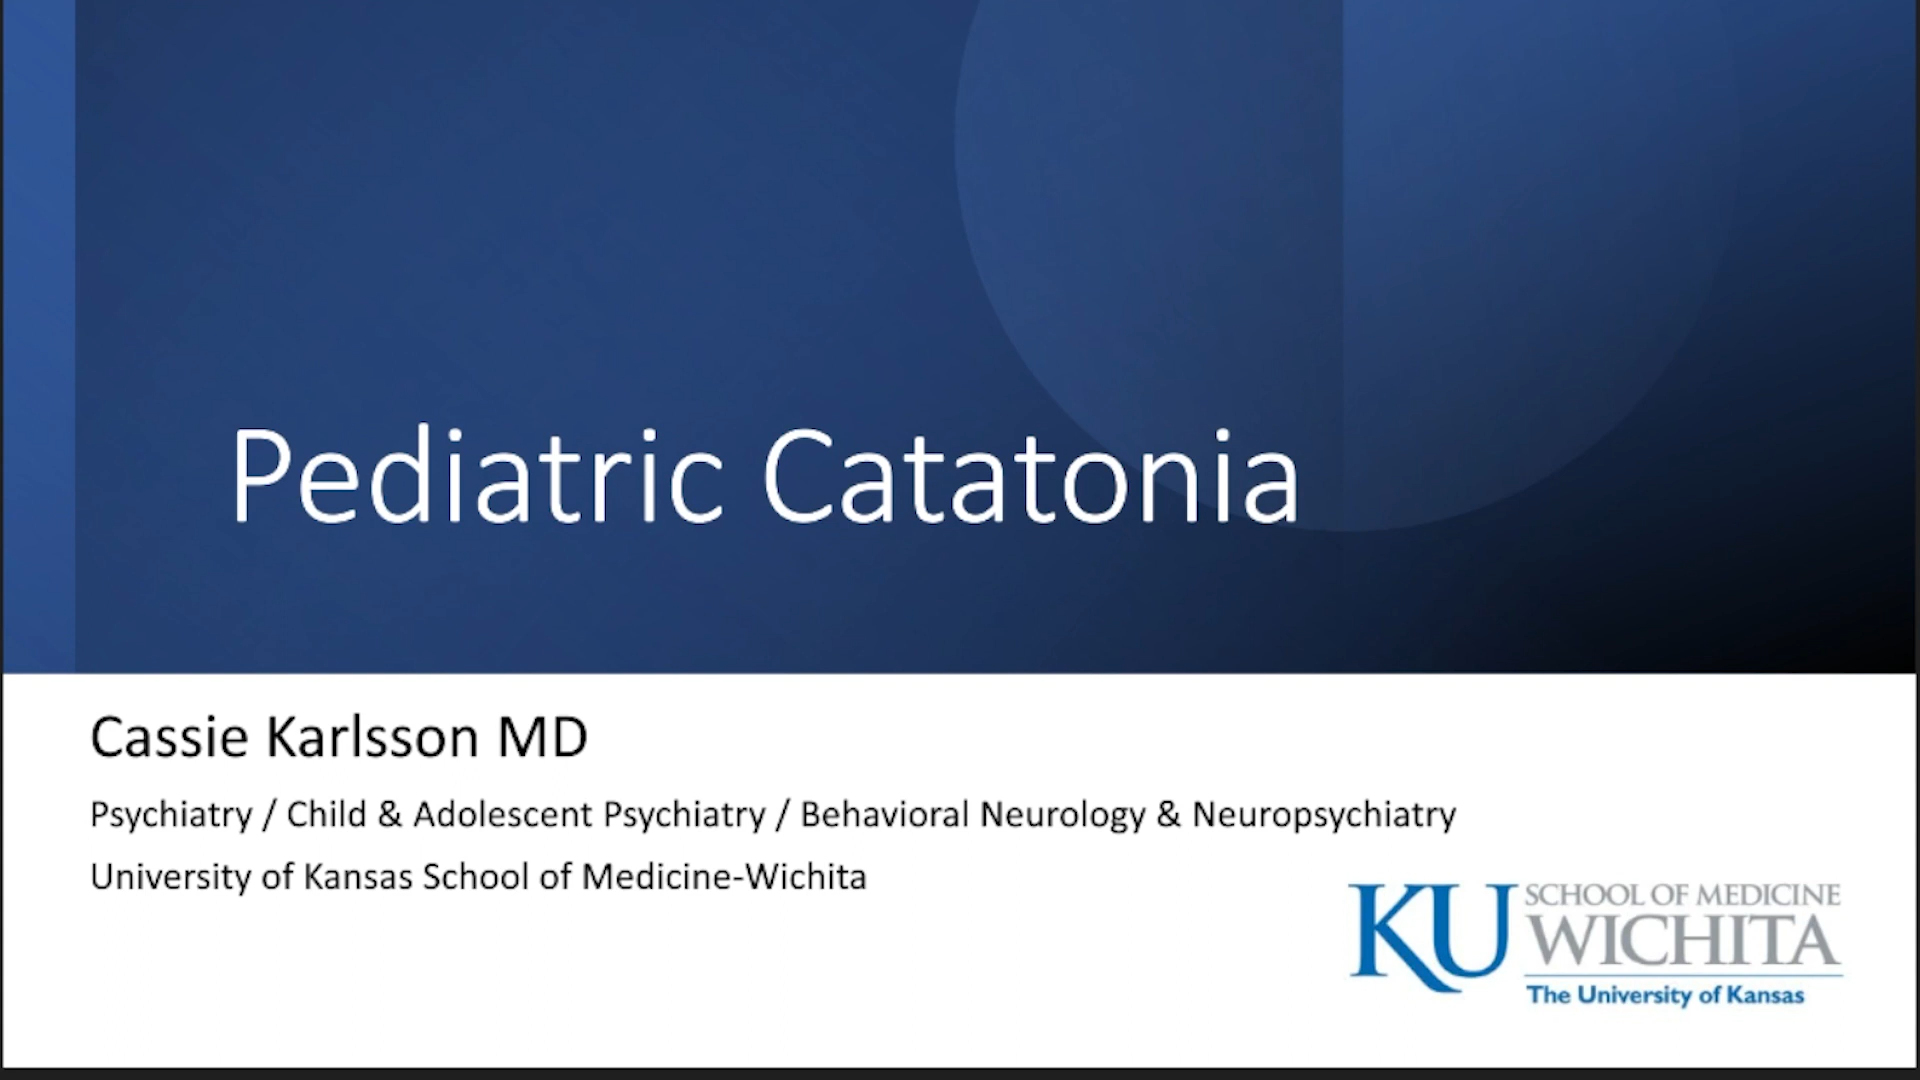 Pediatric Catatonia
Cassie Karlsson MD
Psychiatry / Child & Adolescent Psychiatry / Behavioral Neurology & Neuropsychiatry
University of Kansas School of Medicine-Wichita
KU SCHOOL OF MEDICINE
WICHITA
The University of Kansas